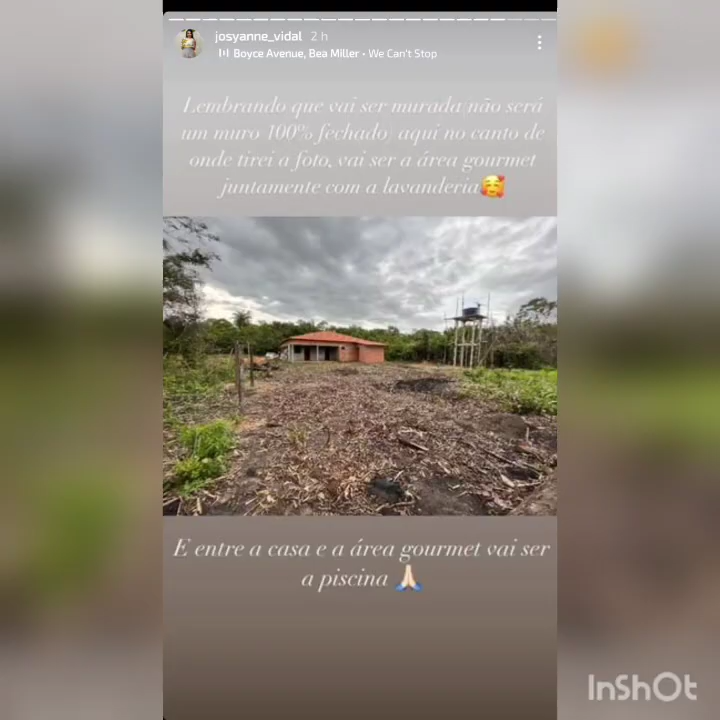 josyanne_vidal 2 h
Boyce Avenue, Bea Miller • We Can't Stop
Lembrando que vai ser murada não será
um muro 100% fechado aqui no canto de
onde tirei a foto, vai ser a área gourmet
juntamente com a lavanderia🥰
E entre a casa e a área gourmet vai ser
a piscina 🙏🏻
InShOt